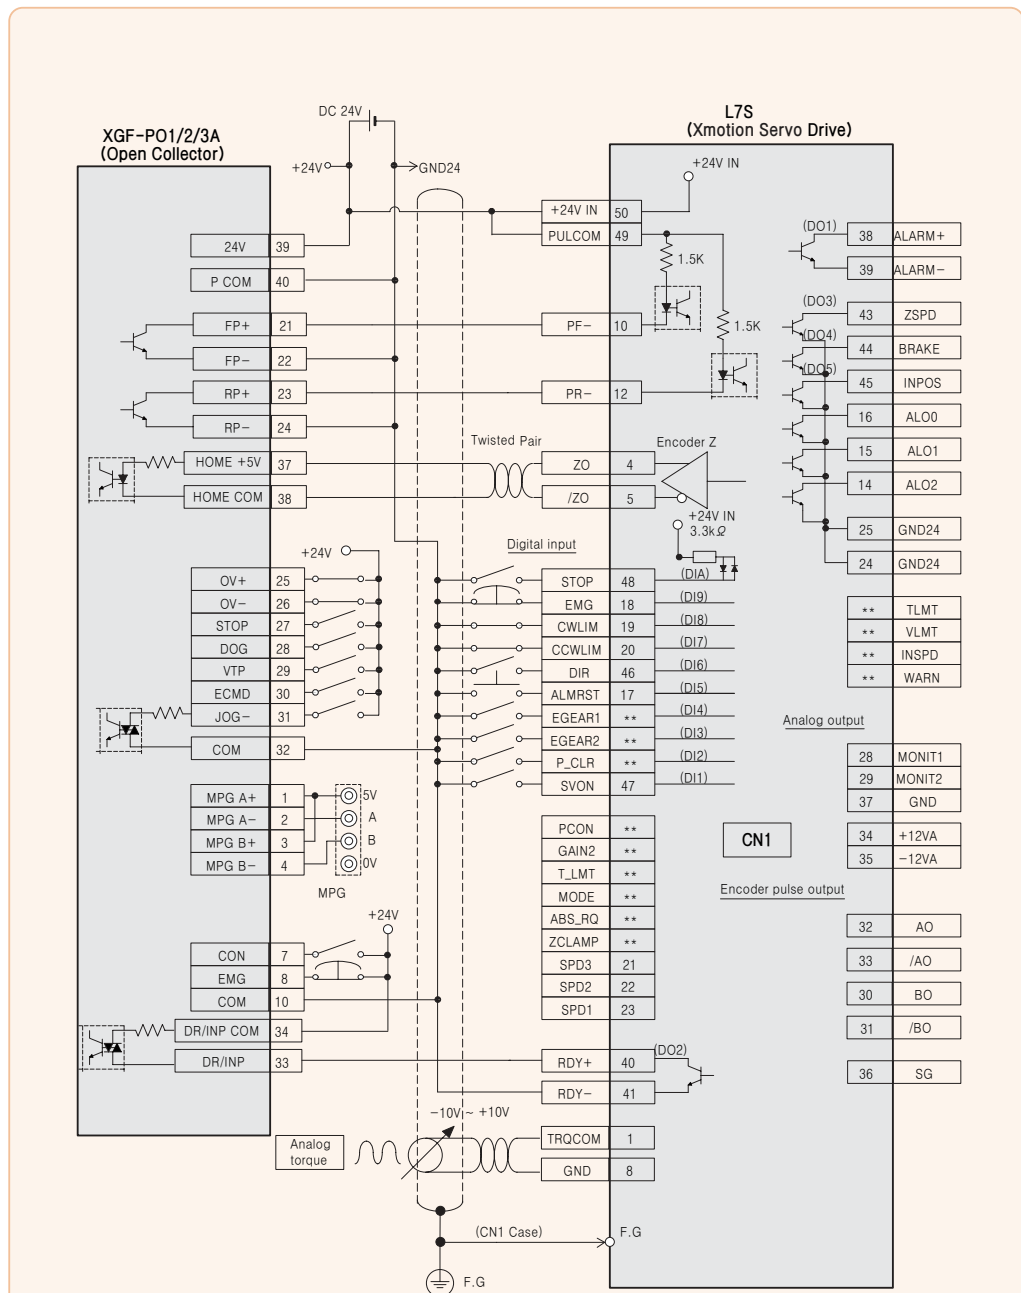 XGF-PO1/2/3A
(Open Collector)
DC 24V
+24V
GND24
L7S
(Xmotion Servo Drive)
+24V IN
24V 39
P COM 40
FP+ 21
FP- 22
RP+ 23
RP- 24
HOME +5V 37
HOME COM 38
+24V
OV+ 25
OV- 26
STOP 27
DOG 28
VTP 29
ECMD 30
JOG- 31
COM 32
MPG A+ 1
MPG A- 2
MPG B+ 3
MPG B- 4
5V
A
B
0V
MPG
+24V
CON 7
EMG 8
COM 10
DR/INP COM 34
DR/INP 33
Analog
torque
-10V ~ +10V
Twisted Pair
Digital input
+24V IN 50
PULCOM 49
1.5K
1.5K
PF- 10
PR- 12
Encoder Z
ZO 4
/ZO 5
+24V IN
3.3kΩ
STOP 48 (DIA)
EMG 18 (DI9)
CWLIM 19 (DI8)
CCWLIM 20 (DI7)
DIR 46 (DI6)
ALMRST 17 (DI5)
EGEAR1 ** (DI4)
EGEAR2 ** (DI3)
P_CLR ** (DI2)
SVON 47 (DI1)
PCON **
GAIN2 **
T_LMT **
MODE **
ABS_RQ **
ZCLAMP **
SPD3 21
SPD2 22
SPD1 23
RDY+ 40 (DO2)
RDY- 41
TRQCOM 1
GND 8
(CN1 Case)
F.G
F.G
(DO1) 38 ALARM+
39 ALARM-
(DO3) 43 ZSPD
(DO4) 44 BRAKE
(DO5) 45 INPOS
16 ALO0
15 ALO1
14 ALO2
25 GND24
24 GND24
** TLMT
** VLMT
** INSPD
** WARN
Analog output
28 MONIT1
29 MONIT2
37 GND
34 +12VA
35 -12VA
CN1
Encoder pulse output
32 AO
33 /AO
30 BO
31 /BO
36 SG